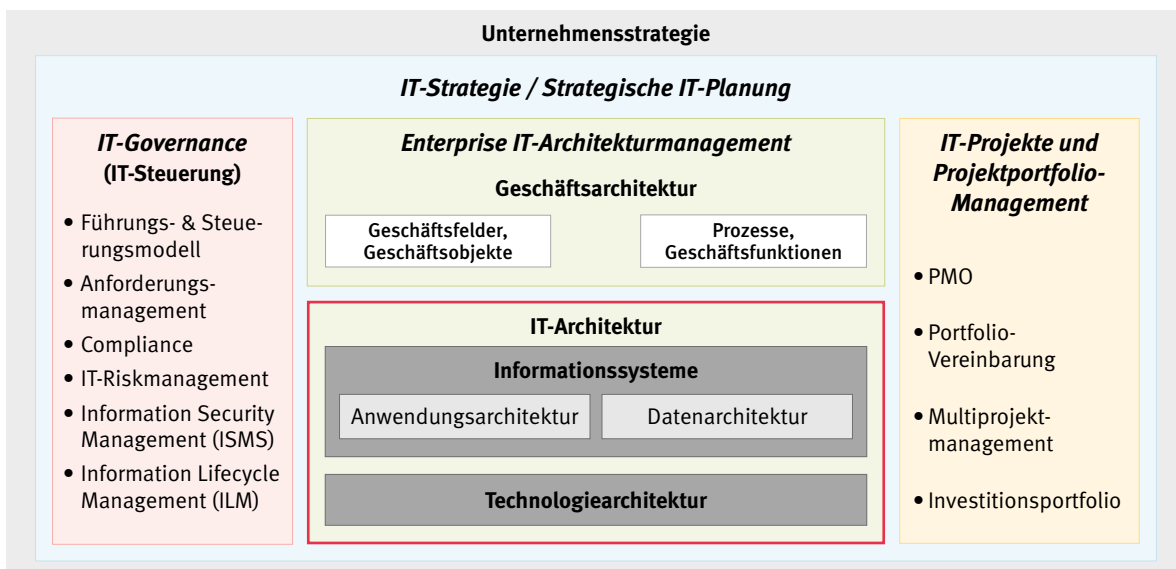 Unternehmensstrategie
IT-Strategie / Strategische IT-Planung
IT-Governance
(IT-Steuerung)
• Führungs- & Steue-
rungsmodell
• Anforderungs-
management
• Compliance
• IT-Riskmanagement
• Information Security
Management (ISMS)
• Information Lifecycle
Management (ILM)
Enterprise IT-Architekturmanagement
Geschäftsarchitektur
Geschäftsfelder,
Geschäftsobjekte
Prozesse,
Geschäftsfunktionen
IT-Architektur
Informationssysteme
Anwendungsarchitektur
Datenarchitektur
Technologiearchitektur
IT-Projekte und
Projektportfolio-
Management
• PMO
• Portfolio-
Vereinbarung
• Multiprojekt-
management
• Investitionsportfolio